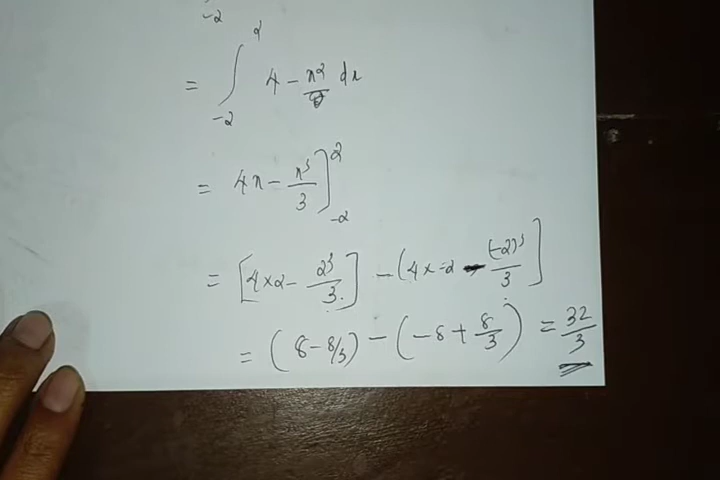 -2
= ∫_{-2}^{2} 4 - x² dx
= 4x - x³/3 ]_{-2}^{2}
= [4×2 - 2³/3.] - (4×-2 - (-2)³/3]
= (8 - 8/3) - (-8 + 8/3) = 32/3